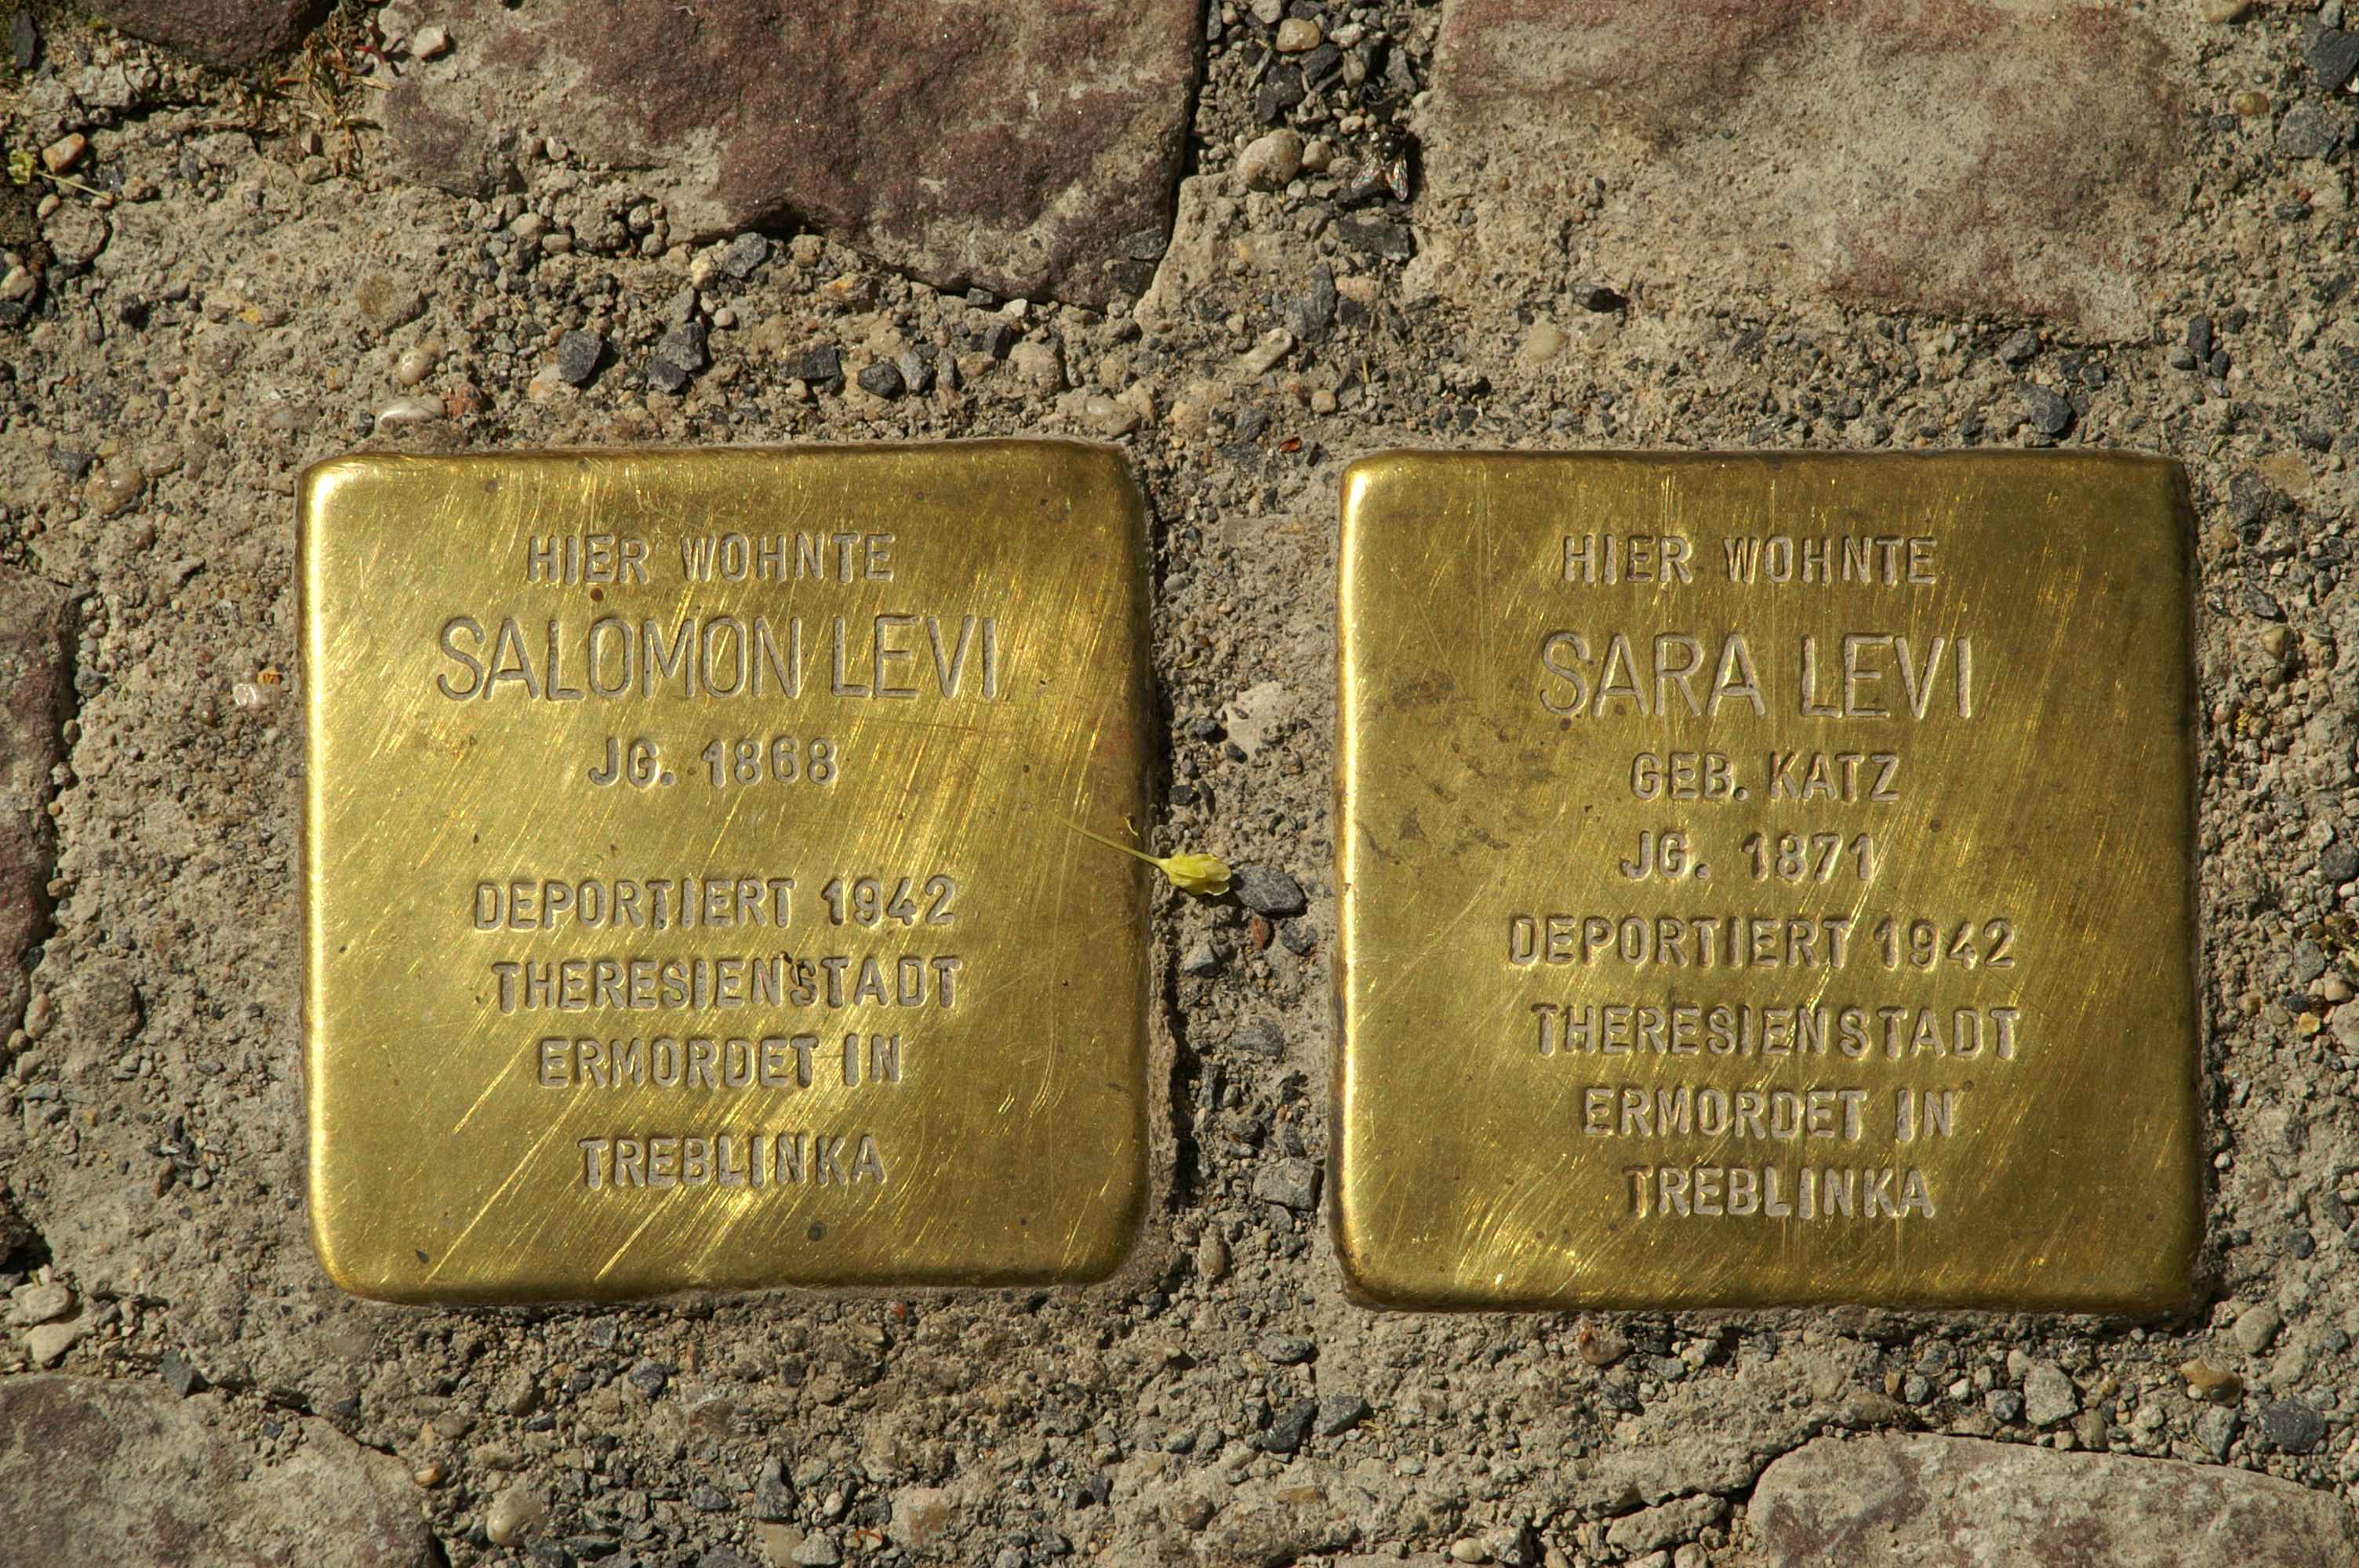 HIER WOHNTE
SALOMON LEVI
JG. 1868
DEPORTIERT 1942
THERESIENSTADT
ERMORDET IN
TREBLINKA
HIER WOHNTE
SARA LEVI
GEB. KATZ
JG. 1871
DEPORTIERT 1942
THERESIENSTADT
ERMORDET IN
TREBLINKA